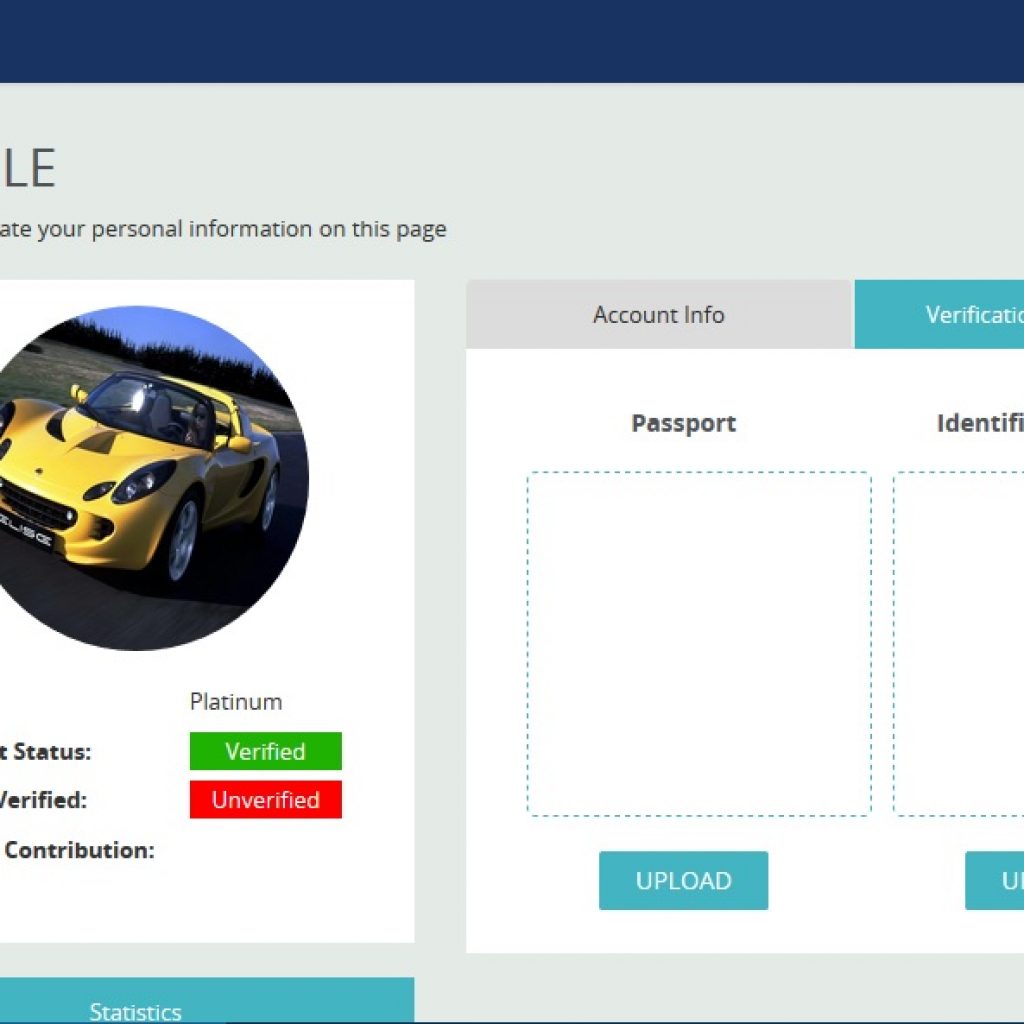 LE
ate your personal information on this page
Account Info
Verificatio
Passport
Identifi
Platinum
t Status:
Verified
Verified:
Unverified
Contribution:
UPLOAD
Statistics